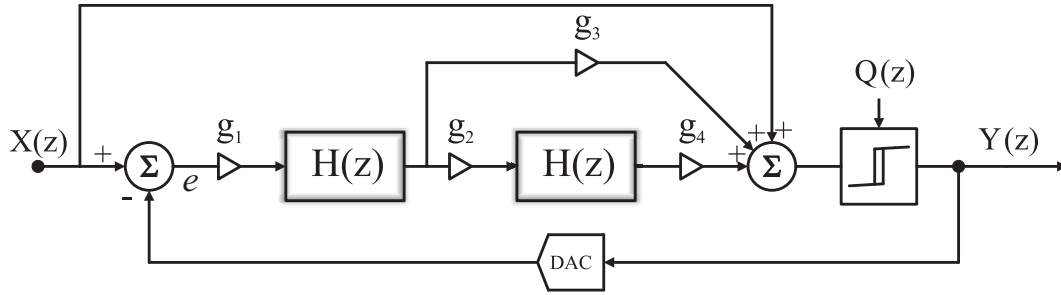 g3
Q(z)
X(z)
+
Σ
-
e
g1
H(z)
g2
H(z)
g4
+
+
+
Σ
Y(z)
DAC